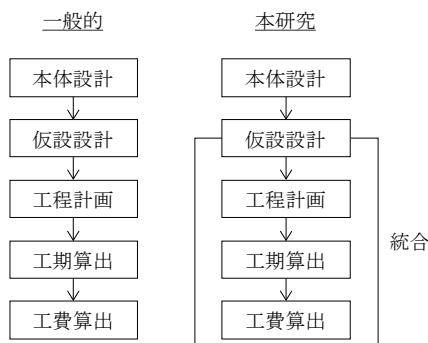 一般的
本体設計
仮設設計
工程計画
工期算出
工費算出
本研究
本体設計
仮設設計
工程計画
工期算出
工費算出
統合